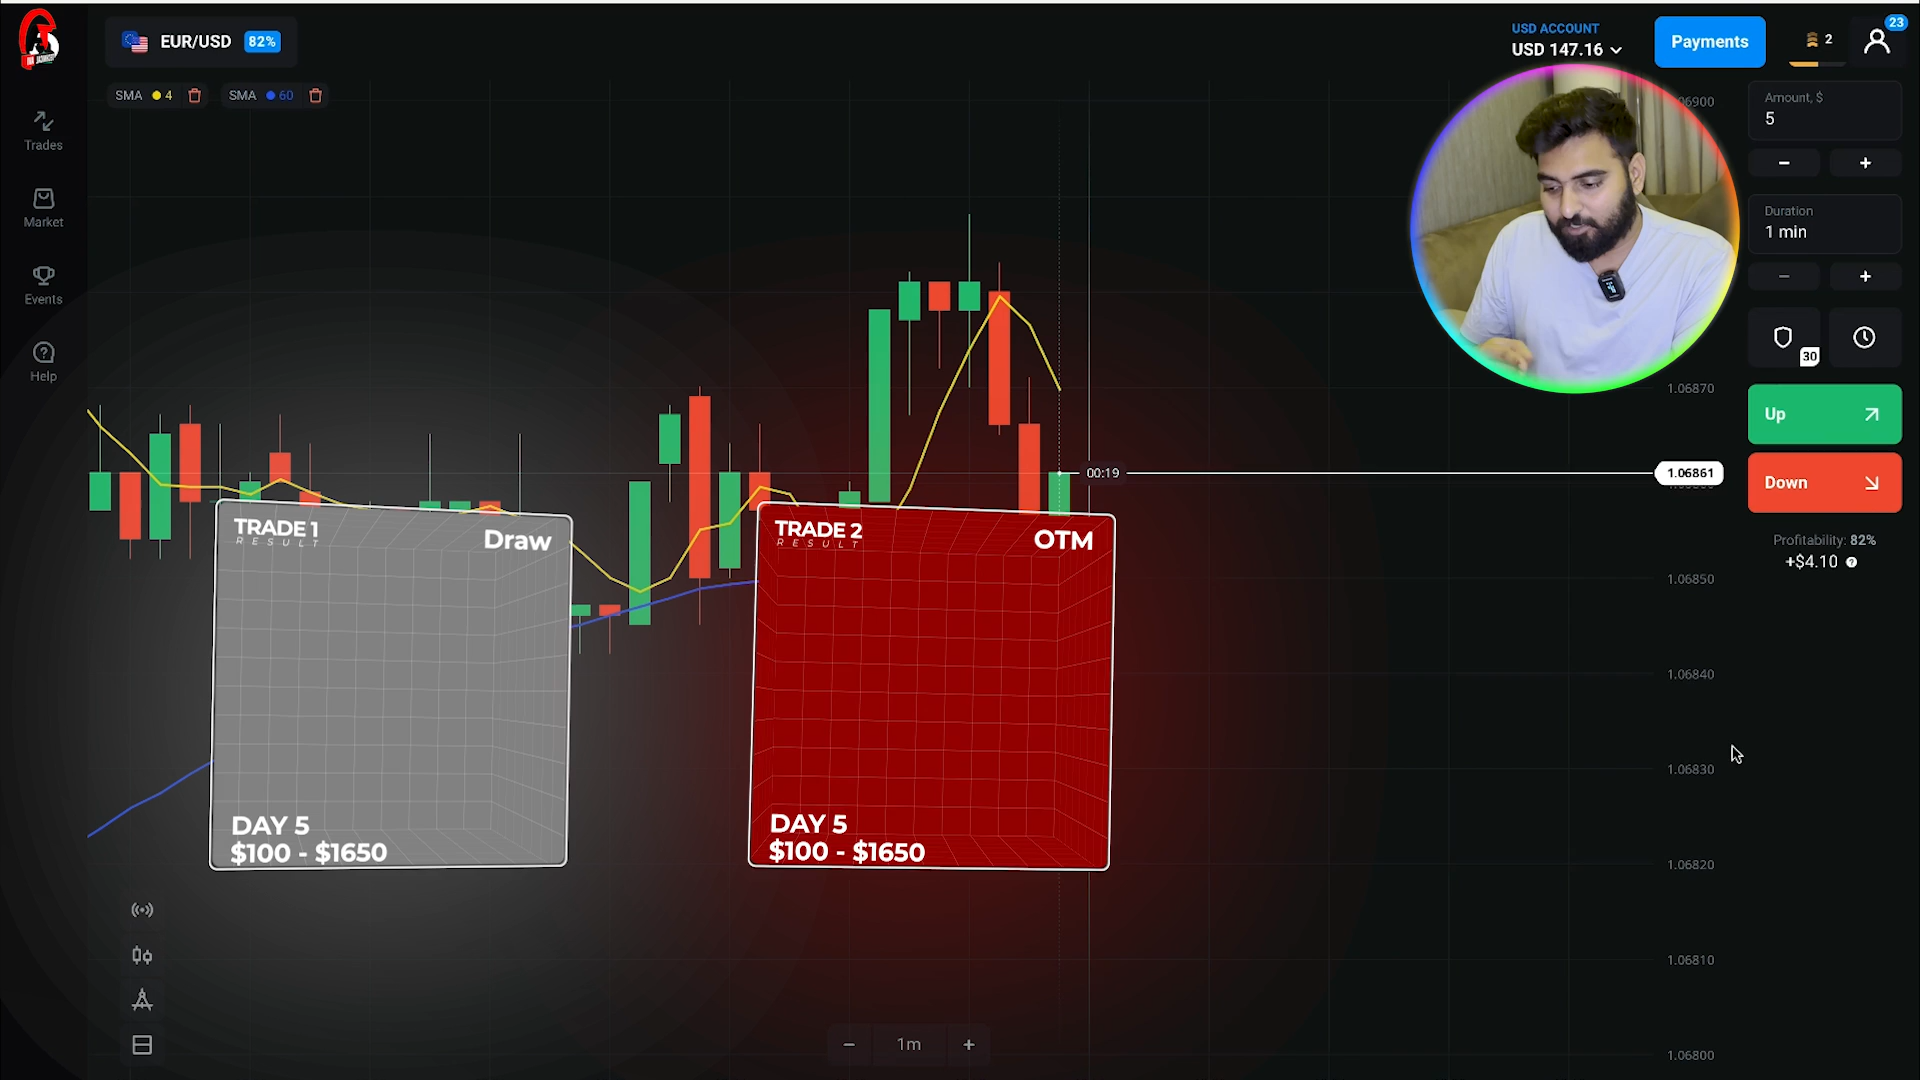 EUR/USD 82%
USD ACCOUNT
USD 147.16
Payments
2
23
SMA 4
SMA 60
Trades
Market
Events
Help
Amount, $
5
Duration
1 min
30
Up
Down
Profitability: 82%
+$4.10
1.06870
1.06861
1.06850
1.06840
1.06830
1.06820
1.06810
1.06800
00:19
TRADE 1
RESULT
Draw
DAY 5
$100 - $1650
TRADE 2
RESULT
OTM
DAY 5
$100 - $1650
1m